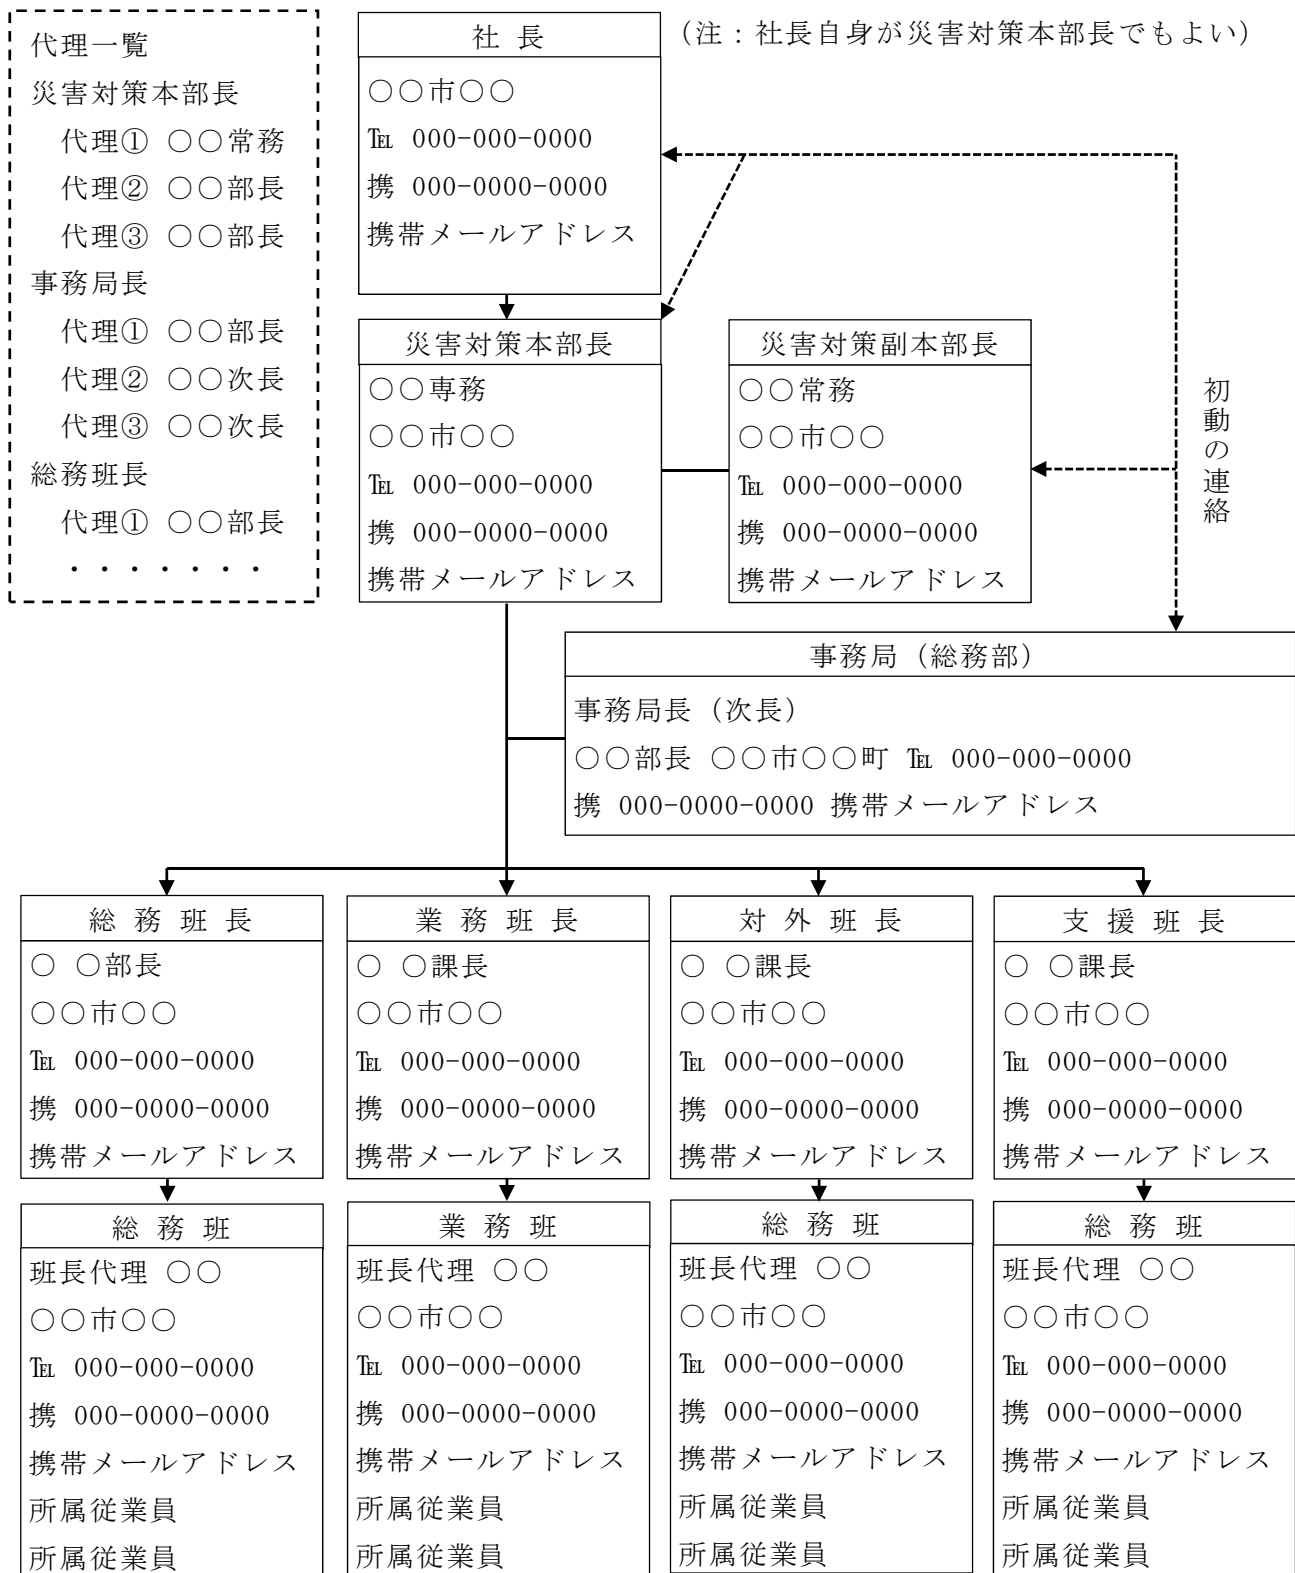 代理一覧
災害対策本部長
代理① ○○常務
代理② ○○部長
代理③ ○○部長
事務局長
代理① ○○部長
代理② ○○次長
代理③ ○○次長
総務班長
代理① ○○部長
・・・・・・・
社 長
○○市○○
℡ 000-000-0000
携 000-0000-0000
携帯メールアドレス
（注：社長自身が災害対策本部長でもよい）
災害対策本部長
○○専務
○○市○○
℡ 000-000-0000
携 000-0000-0000
携帯メールアドレス
災害対策副本部長
○○常務
○○市○○
℡ 000-000-0000
携 000-0000-0000
携帯メールアドレス
初動の連絡
事務局（総務部）
事務局長（次長）
○○部長 ○○市○○町 ℡ 000-000-0000
携 000-0000-0000 携帯メールアドレス
総 務 班 長
○ ○部長
○○市○○
℡ 000-000-0000
携 000-0000-0000
携帯メールアドレス
業 務 班 長
○ ○課長
○○市○○
℡ 000-000-0000
携 000-0000-0000
携帯メールアドレス
対 外 班 長
○ ○課長
○○市○○
℡ 000-000-0000
携 000-0000-0000
携帯メールアドレス
支 援 班 長
○ ○課長
○○市○○
℡ 000-000-0000
携 000-0000-0000
携帯メールアドレス
総 務 班
班長代理 ○○
○○市○○
℡ 000-000-0000
携 000-0000-0000
携帯メールアドレス
所属従業員
所属従業員
業 務 班
班長代理 ○○
○○市○○
℡ 000-000-0000
携 000-0000-0000
携帯メールアドレス
所属従業員
所属従業員
総 務 班
班長代理 ○○
○○市○○
℡ 000-000-0000
携 000-0000-0000
携帯メールアドレス
所属従業員
所属従業員
総 務 班
班長代理 ○○
○○市○○
℡ 000-000-0000
携 000-0000-0000
携帯メールアドレス
所属従業員
所属従業員